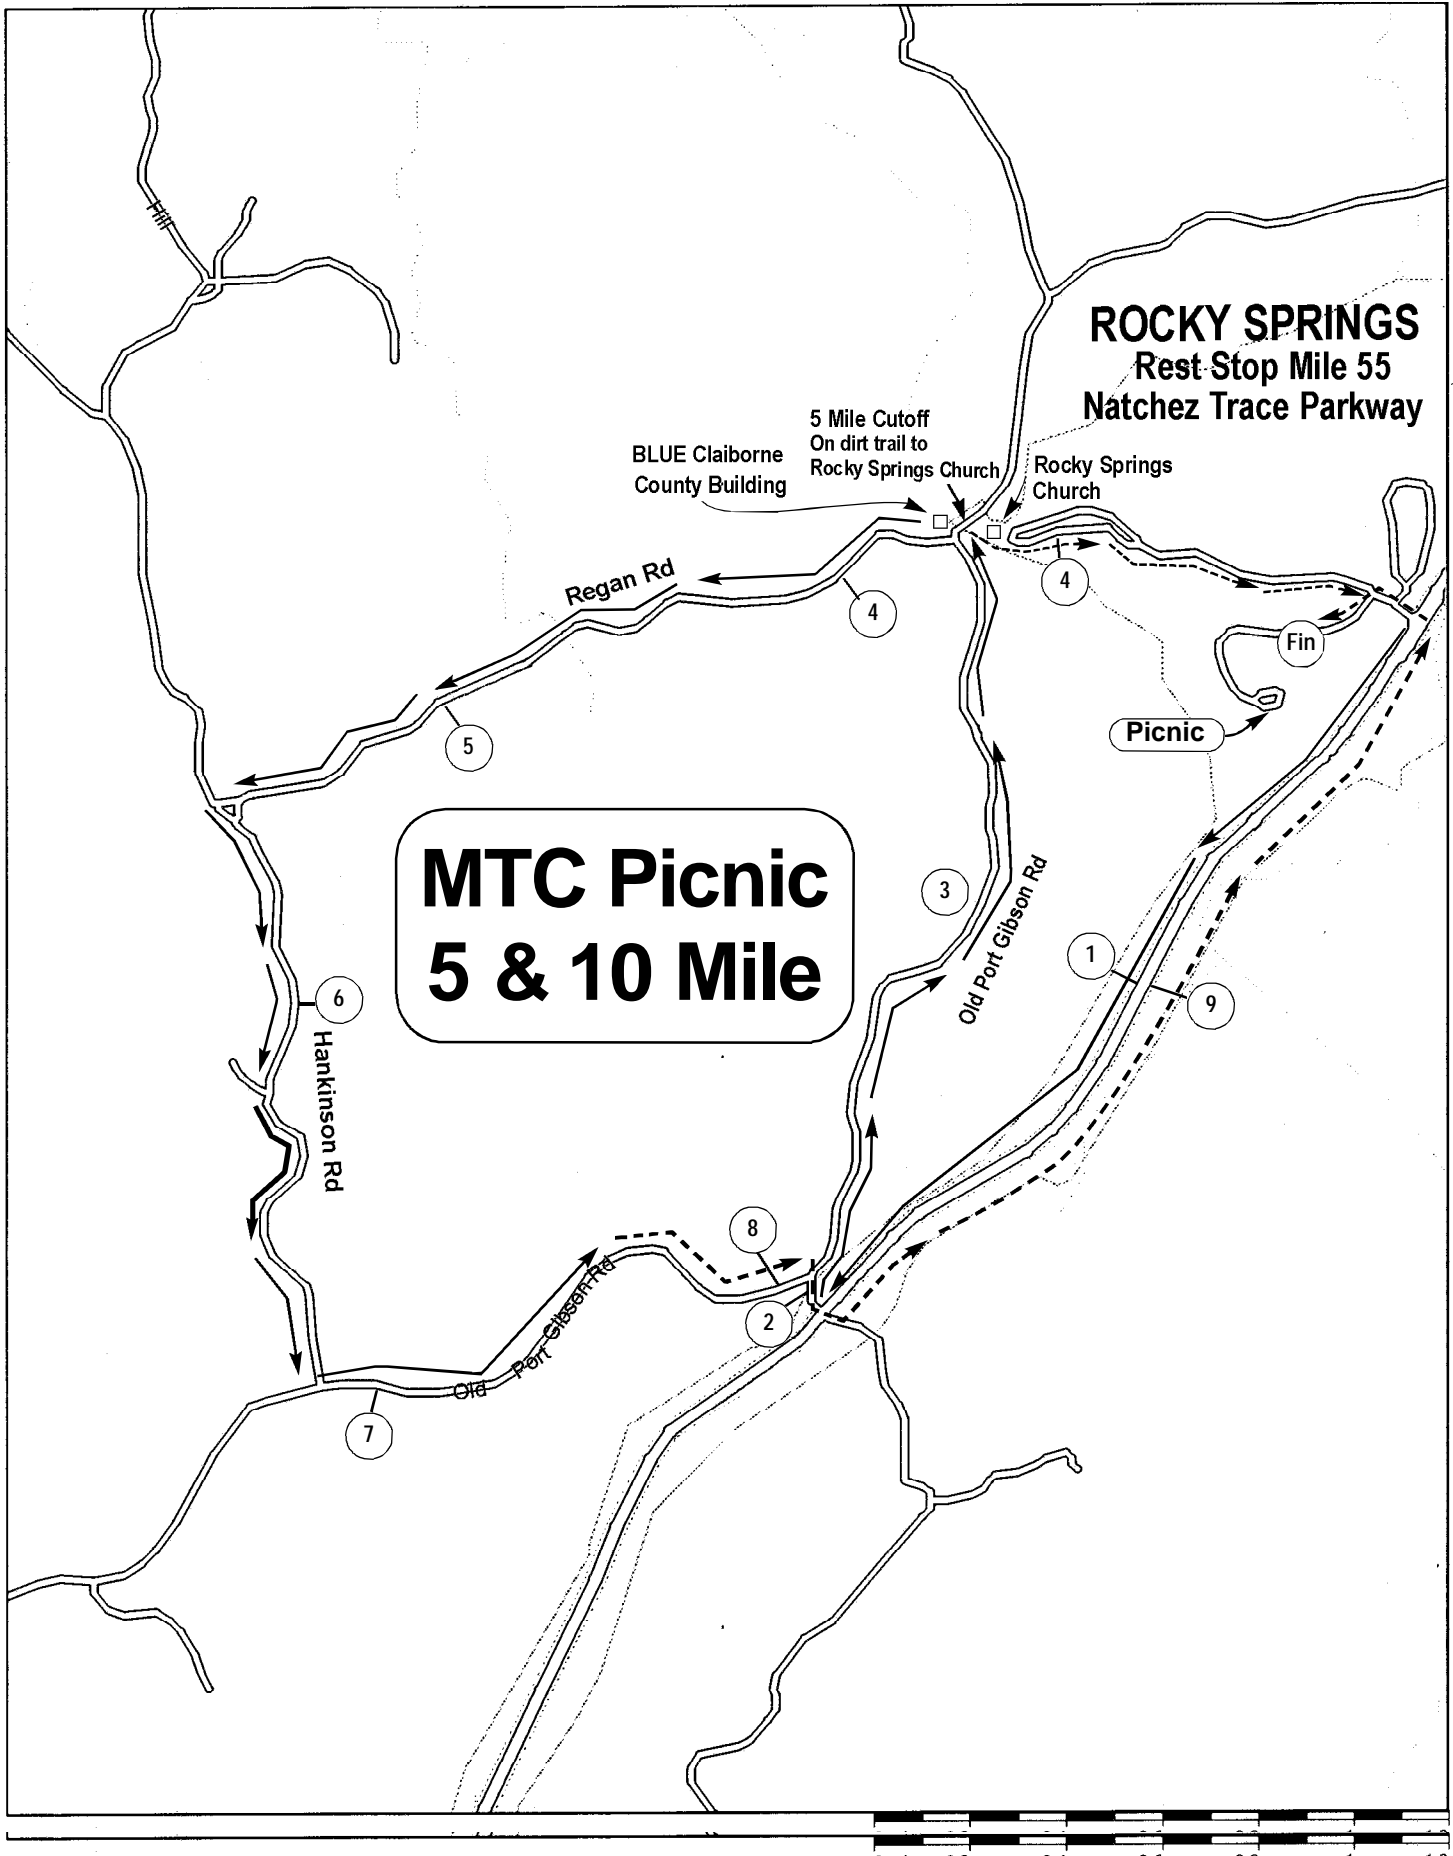 ROCKY SPRINGS
Rest Stop Mile 55
Natchez Trace Parkway
5 Mile Cutoff
On dirt trail to
Rocky Springs Church
BLUE Claiborne
County Building
Rocky Springs
Church
Regan Rd
4
4
Fin
Picnic
5
MTC Picnic
5 & 10 Mile
3
Old Port Gibson Rd
1
9
6
Hankinson Rd
8
2
Old Port Gibson Rd
7